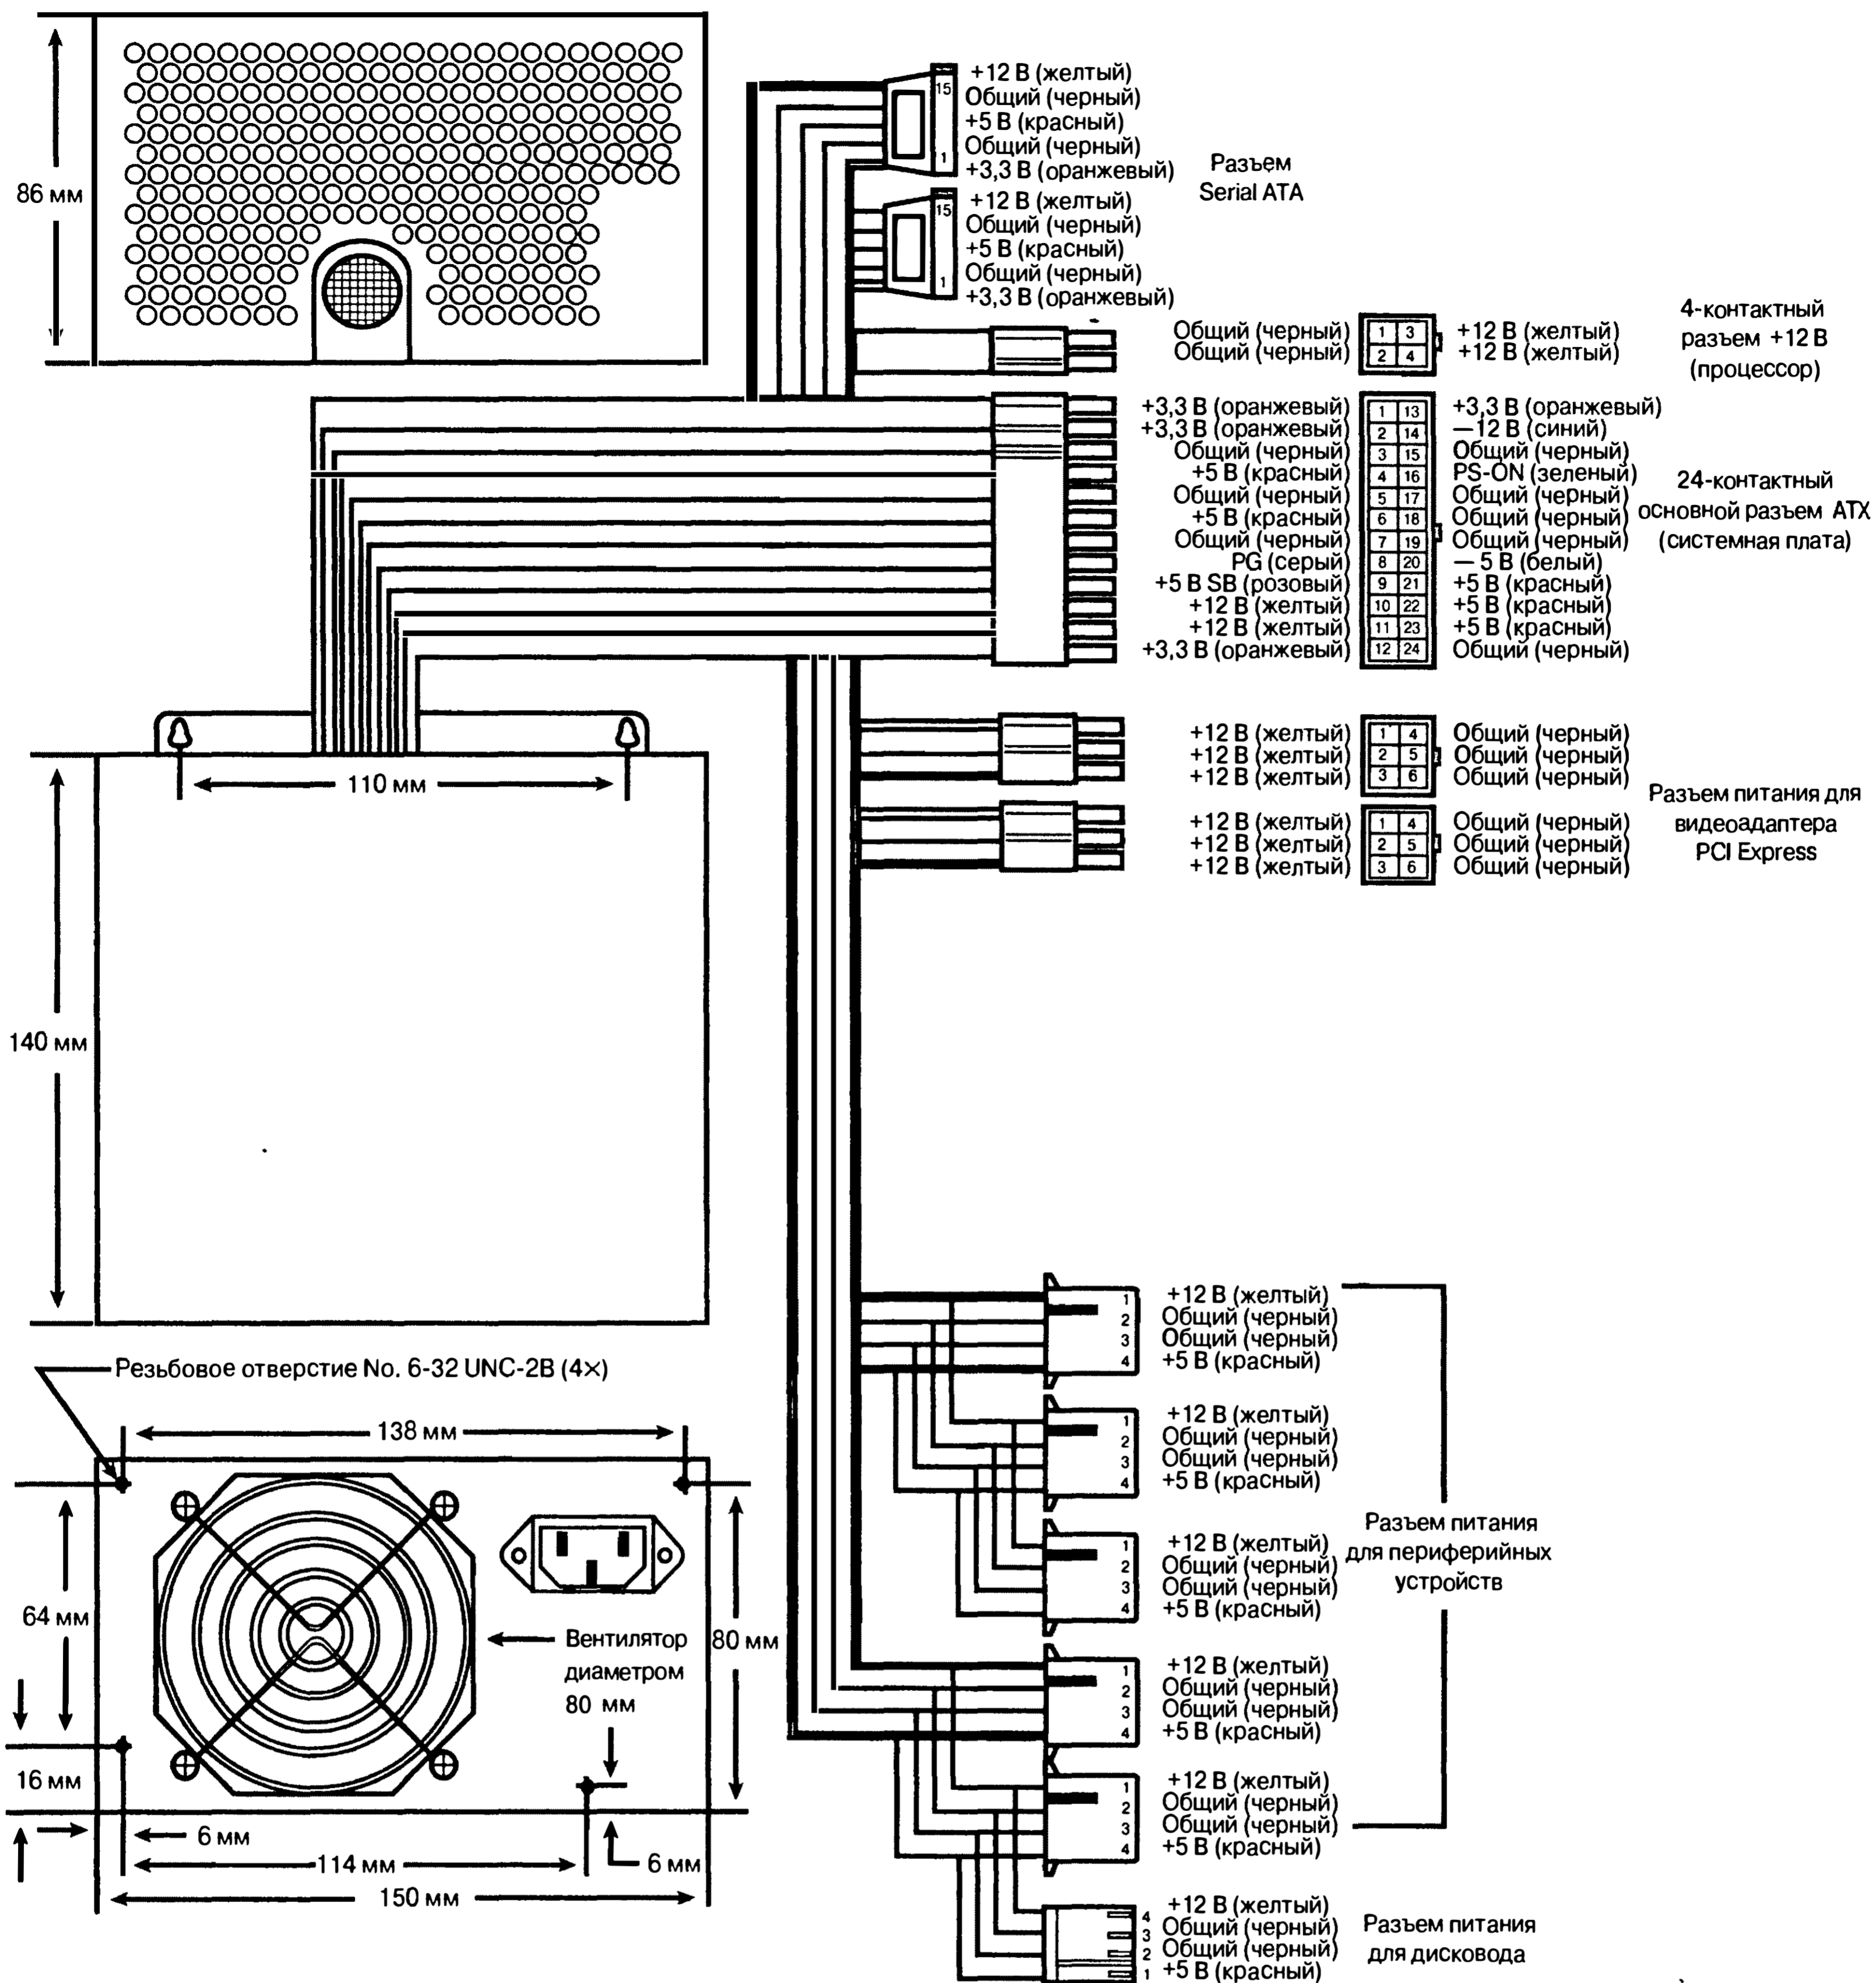 86 мм
+12 В (желтый)
15
Общий (черный)
+5 В (красный)
Общий (черный)
1
+3,3 В (оранжевый)
Разъем
Serial ATA
+12 В (желтый)
15
Общий (черный)
+5 В (красный)
Общий (черный)
1
+3,3 В (оранжевый)
Общий (черный) 1 3 +12 В (желтый)
Общий (черный) 2 4 +12 В (желтый)
4-контактный
разъем +12 В
(процессор)
+3,3 В (оранжевый) 1 13 +3,3 В (оранжевый)
+3,3 В (оранжевый) 2 14 –12 В (синий)
Общий (черный) 3 15 Общий (черный)
+5 В (красный) 4 16 PS-ON (зеленый)
Общий (черный) 5 17 Общий (черный)
+5 В (красный) 6 18 Общий (черный)
Общий (черный) 7 19 Общий (черный)
PG (серый) 8 20 – 5 В (белый)
+5 В SB (розовый) 9 21 +5 В (красный)
+12 В (желтый) 10 22 +5 В (красный)
+12 В (желтый) 11 23 +5 В (красный)
+3,3 В (оранжевый) 12 24 Общий (черный)
24-контактный
основной разъем ATX
(системная плата)
+12 В (желтый) 1 4 Общий (черный)
+12 В (желтый) 2 5 Общий (черный)
+12 В (желтый) 3 6 Общий (черный)
+12 В (желтый) 1 4 Общий (черный)
+12 В (желтый) 2 5 Общий (черный)
+12 В (желтый) 3 6 Общий (черный)
Разъем питания для
видеоадаптера
PCI Express
110 мм
140 мм
Резьбовое отверстие No. 6-32 UNC-2B (4×)
138 мм
64 мм
Вентилятор
диаметром
80 мм
80 мм
16 мм
6 мм
114 мм
6 мм
150 мм
1 +12 В (желтый)
2 Общий (черный)
3 Общий (черный)
4 +5 В (красный)
1 +12 В (желтый)
2 Общий (черный)
3 Общий (черный)
4 +5 В (красный)
1 +12 В (желтый)
2 Общий (черный)
3 Общий (черный)
4 +5 В (красный)
Разъем питания
для периферийных
устройств
1 +12 В (желтый)
2 Общий (черный)
3 Общий (черный)
4 +5 В (красный)
1 +12 В (желтый)
2 Общий (черный)
3 Общий (черный)
4 +5 В (красный)
4 +12 В (желтый)
3 Общий (черный)
2 Общий (черный)
1 +5 В (красный)
Разъем питания
для дисковода